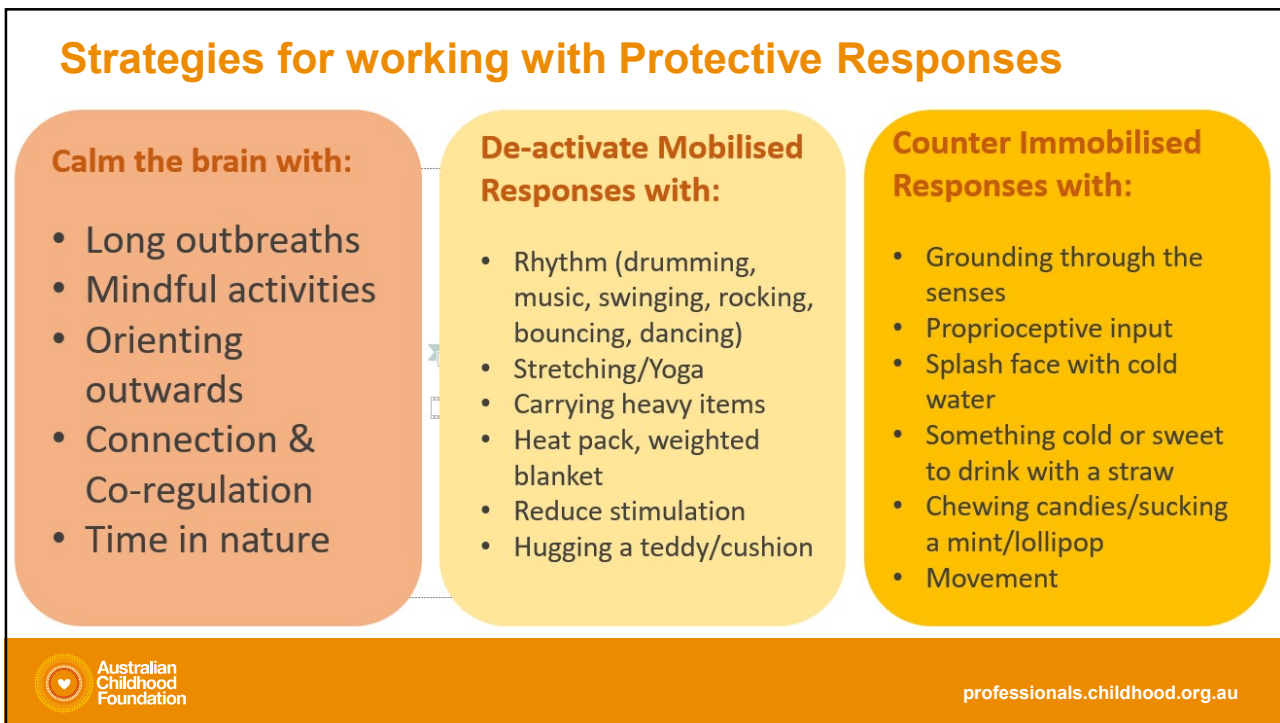 Strategies for working with Protective Responses
Calm the brain with:
• Long outbreaths
• Mindful activities
• Orienting
outwards
• Connection &
Co-regulation
• Time in nature
De-activate Mobilised
Responses with:
• Rhythm (drumming,
music, swinging, rocking,
bouncing, dancing)
• Stretching/Yoga
• Carrying heavy items
• Heat pack, weighted
blanket
• Reduce stimulation
• Hugging a teddy/cushion
Counter Immobilised
Responses with:
• Grounding through the
senses
• Proprioceptive input
• Splash face with cold
water
• Something cold or sweet
to drink with a straw
• Chewing candies/sucking
a mint/lollipop
• Movement
Australian
Childhood
Foundation
professionals.childhood.org.au